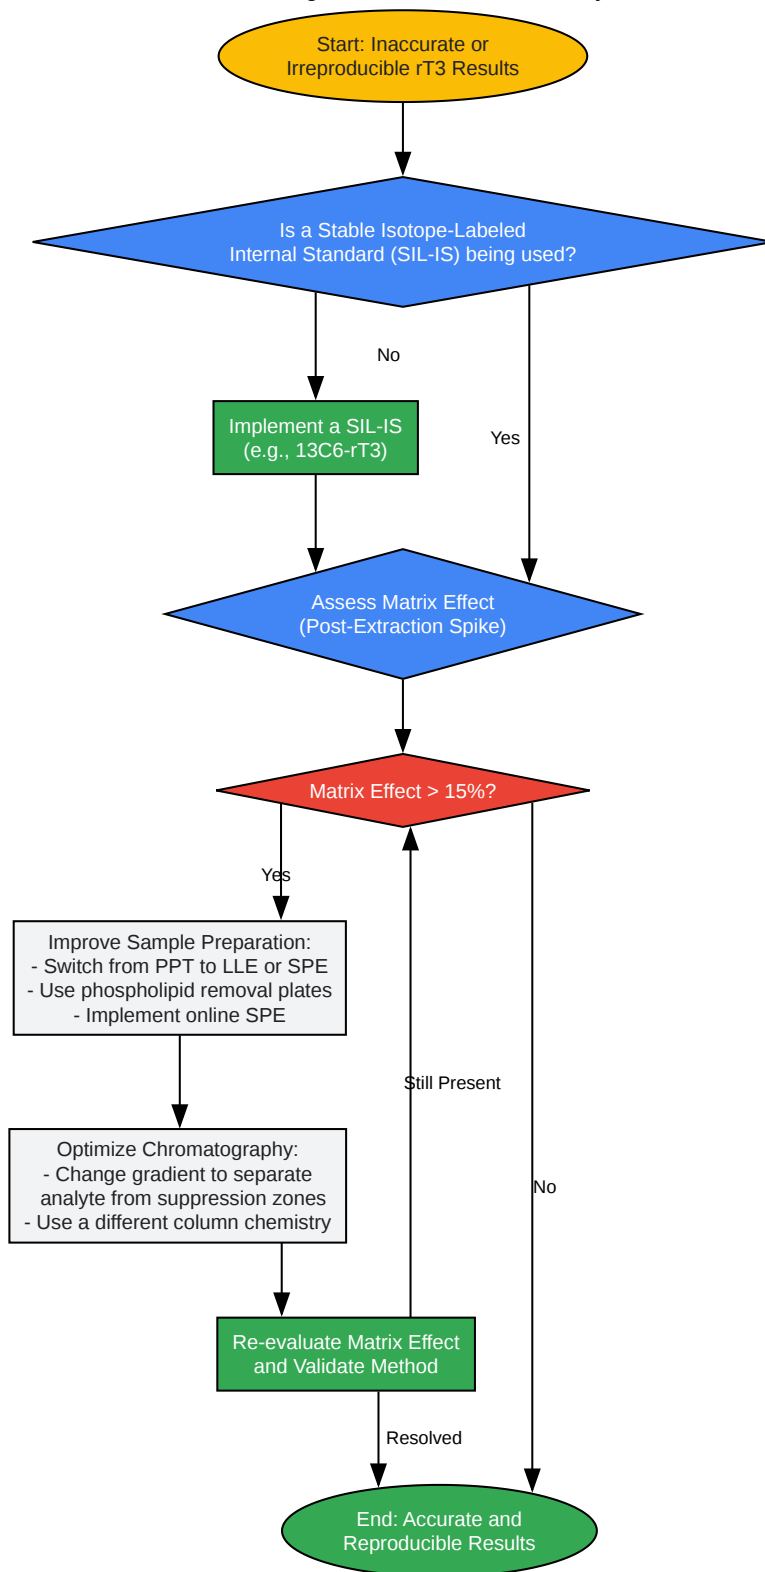 Start: Inaccurate or
Irreproducible rT3 Results
Is a Stable Isotope-Labeled
Internal Standard (SIL-IS) being used?
No
Implement a SIL-IS
(e.g., 13C6-rT3)
Yes
Assess Matrix Effect
(Post-Extraction Spike)
Matrix Effect > 15%?
Yes
Improve Sample Preparation:
- Switch from PPT to LLE or SPE
- Use phospholipid removal plates
- Implement online SPE
Still Present
Optimize Chromatography:
- Change gradient to separate
analyte from suppression zones
- Use a different column chemistry
No
Re-evaluate Matrix Effect
and Validate Method
Resolved
End: Accurate and
Reproducible Results